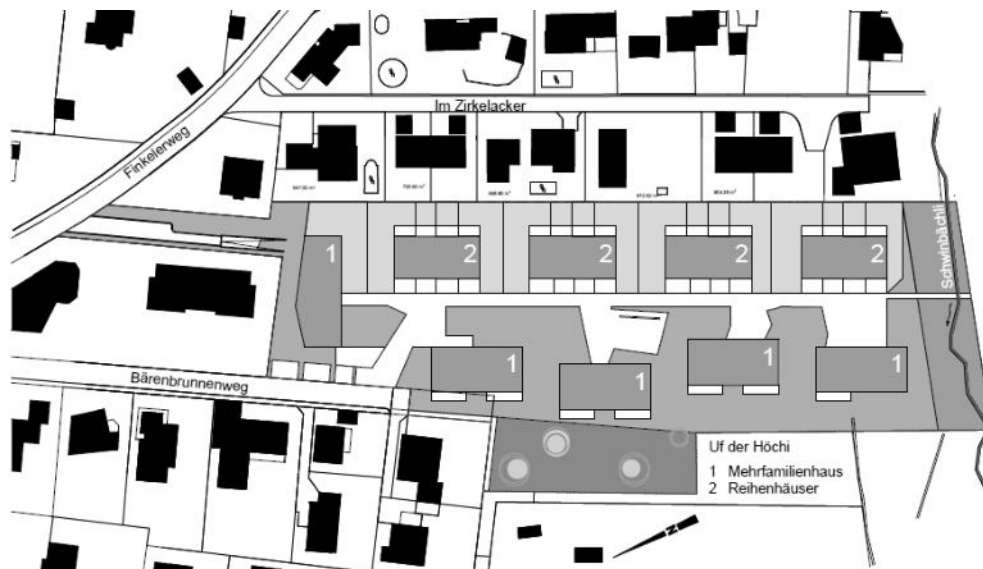 Im Zirkelacker
Finkelerweg
1
2
2
2
2
Schwinbächli
1
1
1
1
Bärenbrunnenweg
Uf der Höchi
1 Mehrfamilienhaus
2 Reihenhäuser
N